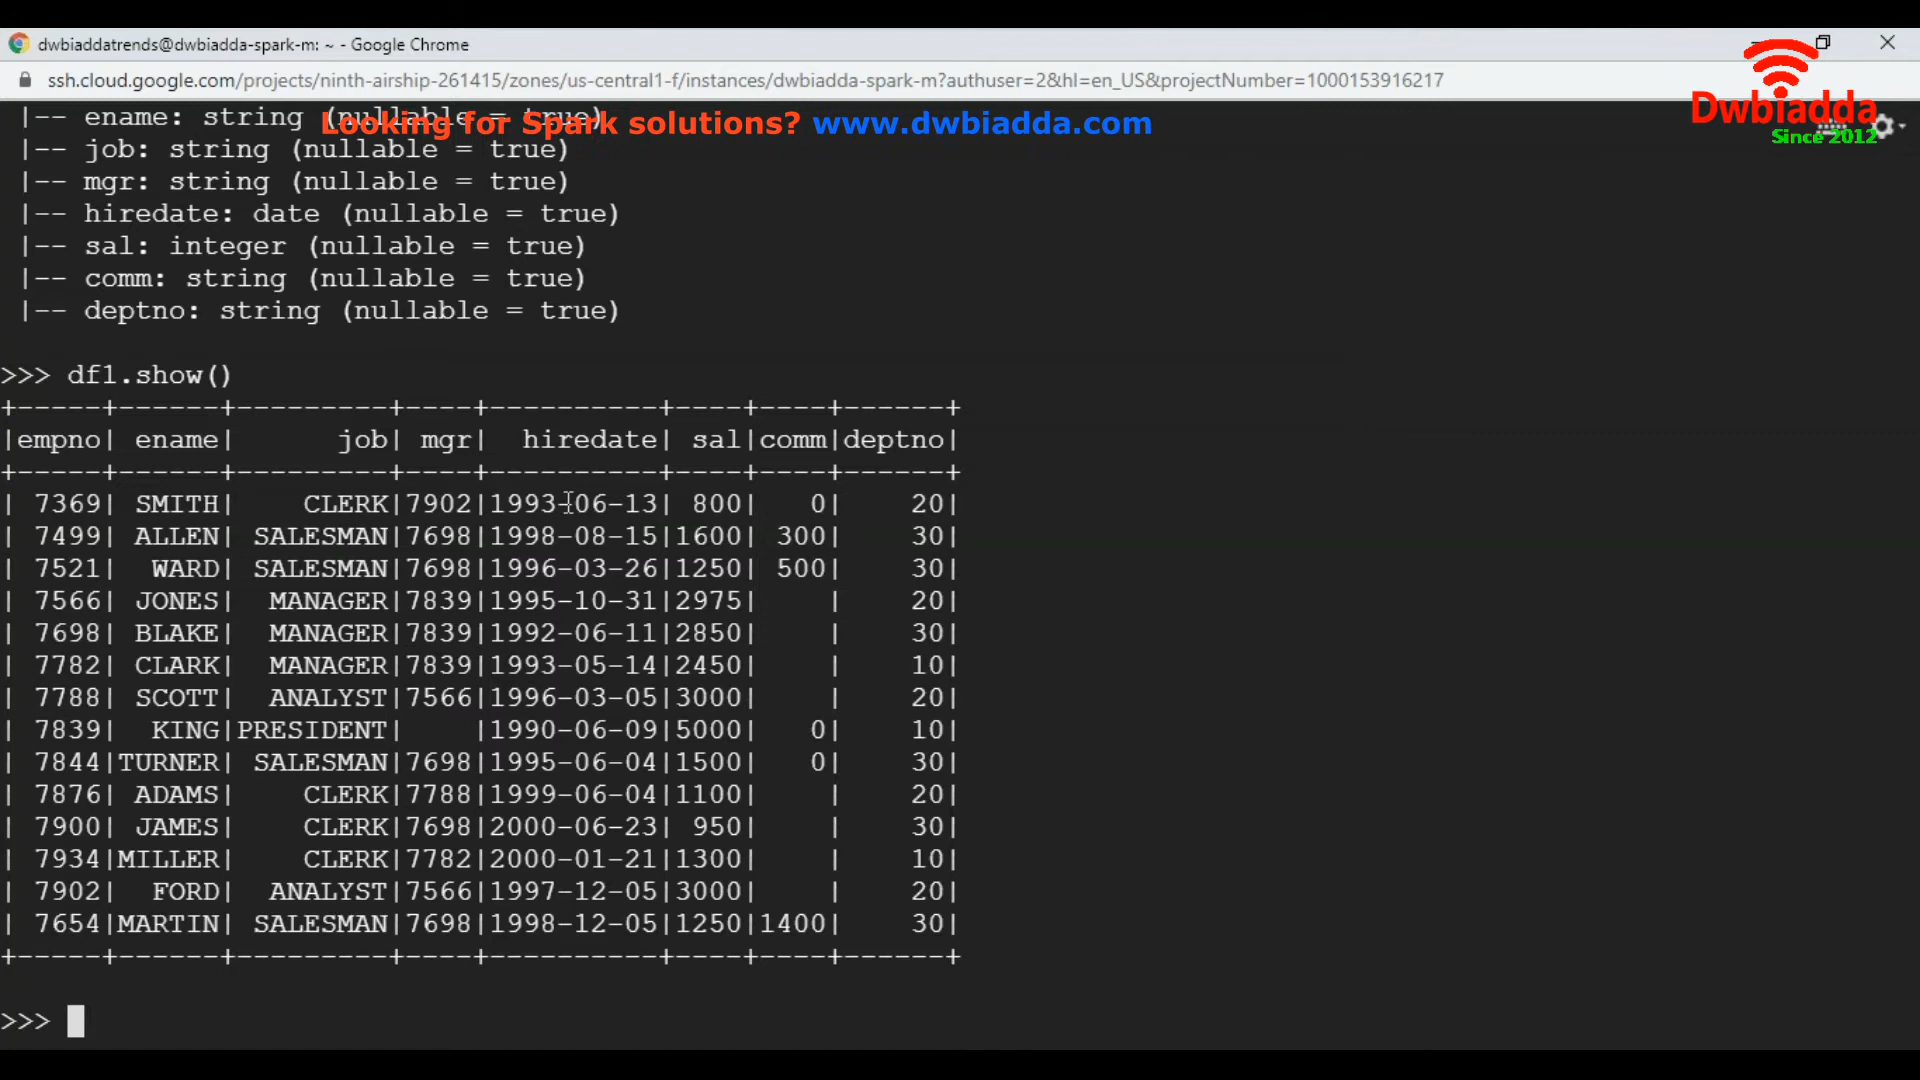 dwbiaddatrends@dwbiadda-spark-m: ~ - Google Chrome
ssh.cloud.google.com/projects/ninth-airship-261415/zones/us-central1-f/instances/dwbiadda-spark-m?authuser=2&hl=en_US&projectNumber=1000153916217
Dwbiadda
Since 2012
Looking for Spark solutions? www.dwbiadda.com
|-- ename: string (nullable = true)
|-- job: string (nullable = true)
|-- mgr: string (nullable = true)
|-- hiredate: date (nullable = true)
|-- sal: integer (nullable = true)
|-- comm: string (nullable = true)
|-- deptno: string (nullable = true)
>>> df1.show()
+-----+------+---------+----+----------+----+----+------+
|empno| ename|      job| mgr|  hiredate| sal|comm|deptno|
+-----+------+---------+----+----------+----+----+------+
| 7369| SMITH|    CLERK|7902|1993-06-13| 800|   0|    20|
| 7499| ALLEN| SALESMAN|7698|1998-08-15|1600| 300|    30|
| 7521|  WARD| SALESMAN|7698|1996-03-26|1250| 500|    30|
| 7566| JONES|  MANAGER|7839|1995-10-31|2975|    |    20|
| 7698| BLAKE|  MANAGER|7839|1992-06-11|2850|    |    30|
| 7782| CLARK|  MANAGER|7839|1993-05-14|2450|    |    10|
| 7788| SCOTT|  ANALYST|7566|1996-03-05|3000|    |    20|
| 7839|  KING|PRESIDENT|    |1990-06-09|5000|   0|    10|
| 7844|TURNER| SALESMAN|7698|1995-06-04|1500|   0|    30|
| 7876| ADAMS|    CLERK|7788|1999-06-04|1100|    |    20|
| 7900| JAMES|    CLERK|7698|2000-06-23| 950|    |    30|
| 7934|MILLER|    CLERK|7782|2000-01-21|1300|    |    10|
| 7902|  FORD|  ANALYST|7566|1997-12-05|3000|    |    20|
| 7654|MARTIN| SALESMAN|7698|1998-12-05|1250|1400|    30|
+-----+------+---------+----+----------+----+----+------+
>>>